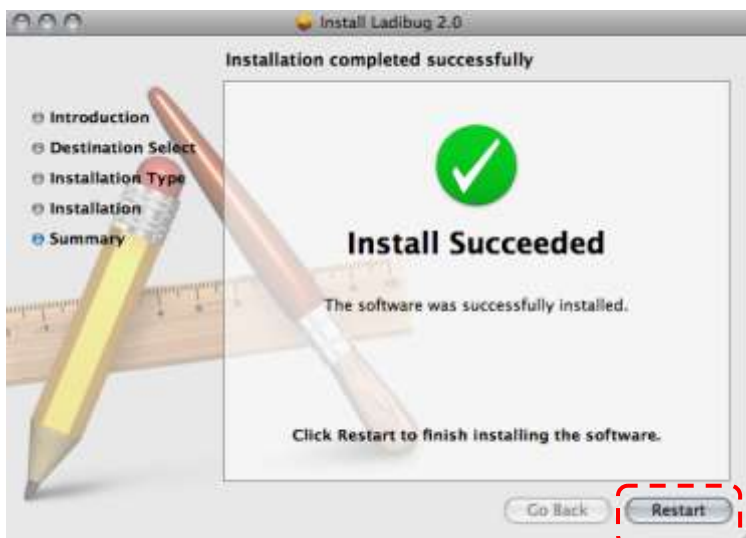 Install Ladibug 2.0
Installation completed successfully
Introduction
Destination Select
Installation Type
Installation
Summary
Install Succeeded
The software was successfully installed.
Click Restart to finish installing the software.
Go Back
Restart